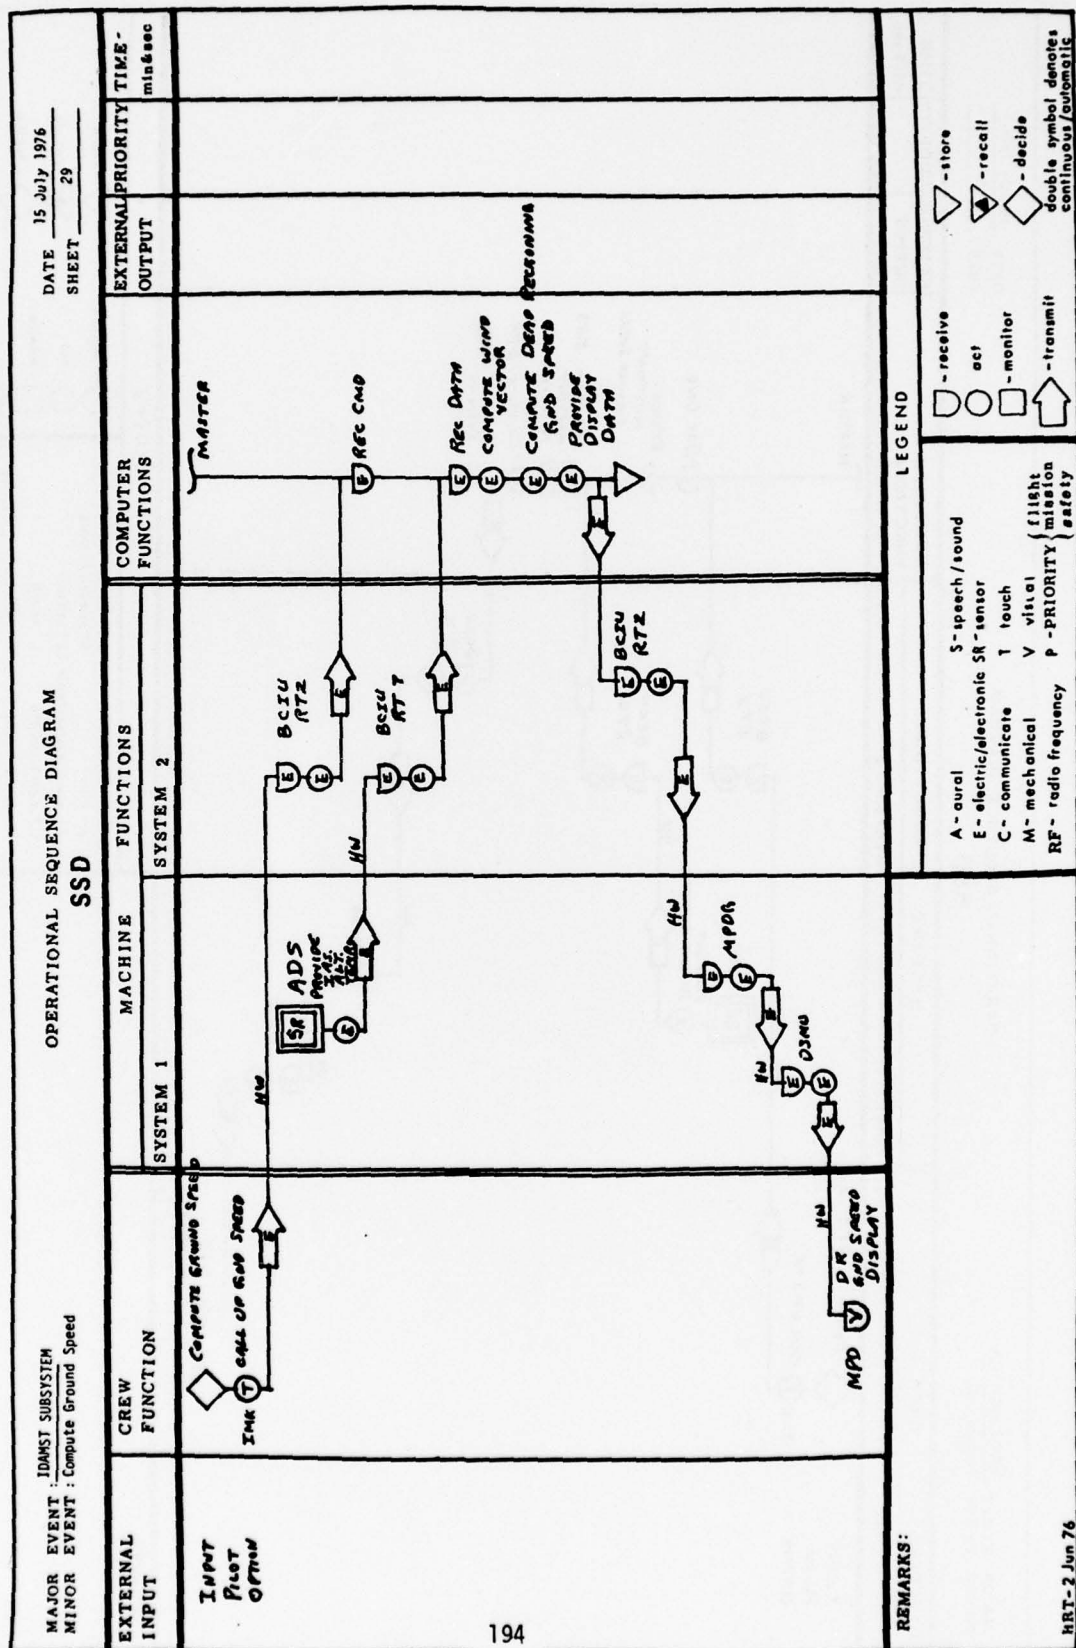 OPERATIONAL SEQUENCE DIAGRAM
SSD
MAJOR EVENT : IDAMST SUBSYSTEM
MINOR EVENT : Compute Ground Speed
DATE 15 July 1976
SHEET 29
EXTERNAL INPUT
CREW FUNCTION
MACHINE FUNCTIONS
SYSTEM 1
SYSTEM 2
COMPUTER FUNCTIONS
EXTERNAL OUTPUT
PRIORITY
TIME-
min&sec
INPUT
PILOT
OPTION
COMPUTE GROUND SPEED
IMK T CALL UP GND SPEED
E
HW
SR
ADS
PROVIDE
IAS.
ALT.
E
E
HW
BCIU
RT2
E
E
E
BCIU
RT 7
E
E
E
MASTER
E REC CMD
E REC DATA
E COMPUTE WIND
VECTOR
E COMPUTE DEAD RECKONING
GND SPEED
E PROVIDE
DISPLAY
DATA
E
BCIU
RT2
E
E
E
HW
MPDR
E
E
E
HW
DSMU
E
E
E
HW
MPD V
DR
GND SPEED
DISPLAY
REMARKS:
LEGEND
A - aural
S - speech/sound
E - electric/electronic
SR - sensor
C - communicate
T touch
M - mechanical
V visual
RF - radio frequency
P - PRIORITY { flight
mission
safety
- receive
- act
- monitor
- transmit
- store
- recall
- decide
double symbol denotes
continuous/automatic
HRT-2 Jun 76
194